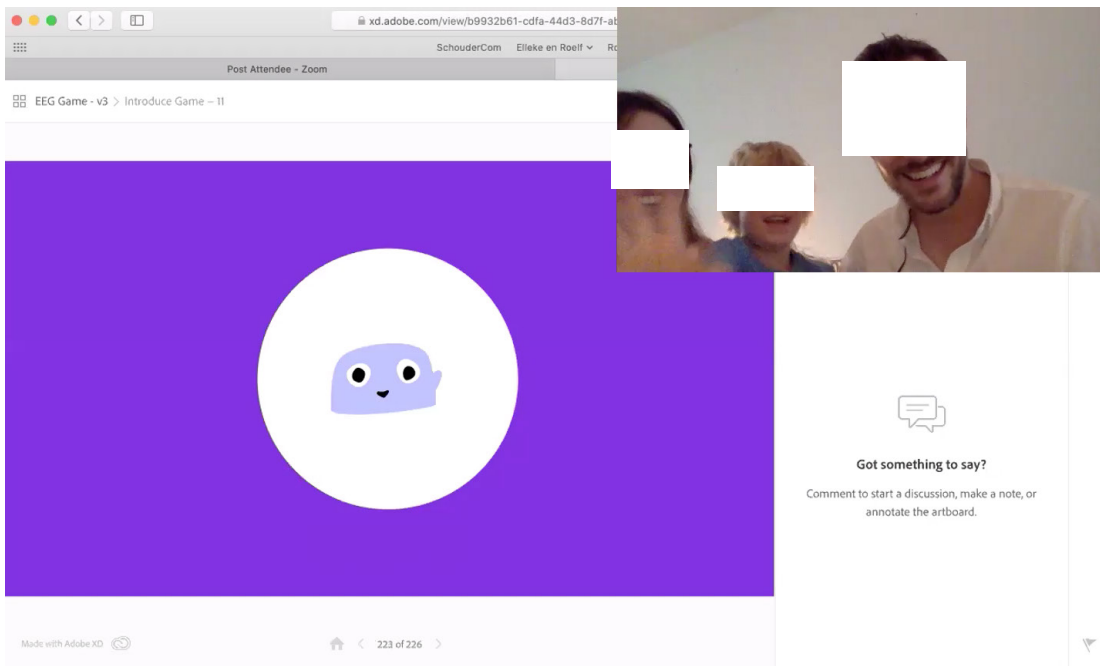 xd.adobe.com/view/b9932b61-cdfa-44d3-8d7f-ab
SchouderCom Elleke en Roelf Ro
Post Attendee - Zoom
EEG Game - v3 > Introduce Game – 11
Got something to say?
Comment to start a discussion, make a note, or
annotate the artboard.
Made with Adobe XD
223 of 226